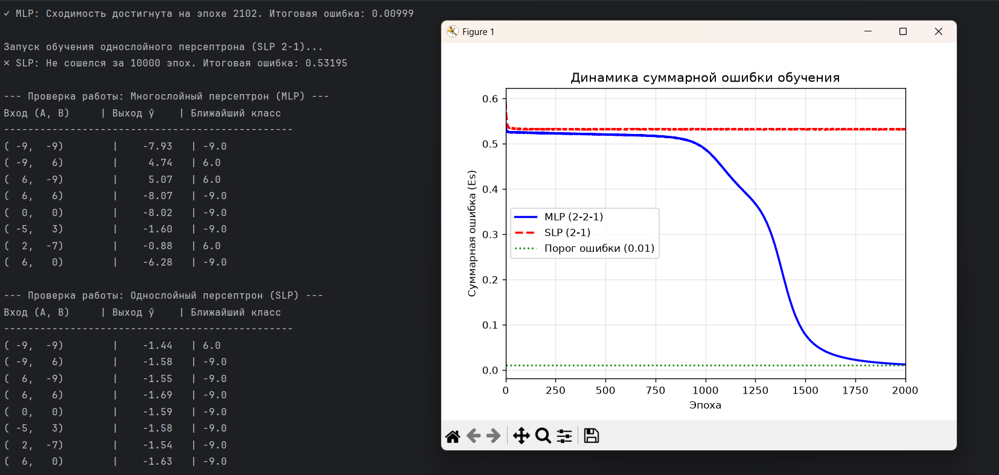 ✓ MLP: Сходимость достигнута на эпохе 2102. Итоговая ошибка: 0.00999
Запуск обучения однослойного персептрона (SLP 2-1)...
✕ SLP: Не сошелся за 10000 эпох. Итоговая ошибка: 0.53195
--- Проверка работы: Многослойный персептрон (MLP) ---
Вход (A, B)     | Выход ŷ    | Ближайший класс
------------------------------------------------
( -9,  -9)        |    -7.93   | -9.0
( -9,   6)        |     4.74   | 6.0
(  6,  -9)        |     5.07   | 6.0
(  6,   6)        |    -8.07   | -9.0
(  0,   0)        |    -8.02   | -9.0
( -5,   3)        |    -1.60   | -9.0
(  2,  -7)        |    -0.88   | 6.0
(  6,   0)        |    -6.28   | -9.0
--- Проверка работы: Однослойный персептрон (SLP) ---
Вход (A, B)     | Выход ŷ    | Ближайший класс
------------------------------------------------
( -9,  -9)        |    -1.44   | 6.0
( -9,   6)        |    -1.58   | -9.0
(  6,  -9)        |    -1.55   | -9.0
(  6,   6)        |    -1.69   | -9.0
(  0,   0)        |    -1.59   | -9.0
( -5,   3)        |    -1.58   | -9.0
(  2,  -7)        |    -1.54   | -9.0
(  6,   0)        |    -1.63   | -9.0
Figure 1
Динамика суммарной ошибки обучения
Суммарная ошибка (Es)
0.6
0.5
0.4
0.3
0.2
0.1
0.0
MLP (2-2-1)
SLP (2-1)
Порог ошибки (0.01)
0 250 500 750 1000 1250 1500 1750 2000
Эпоха